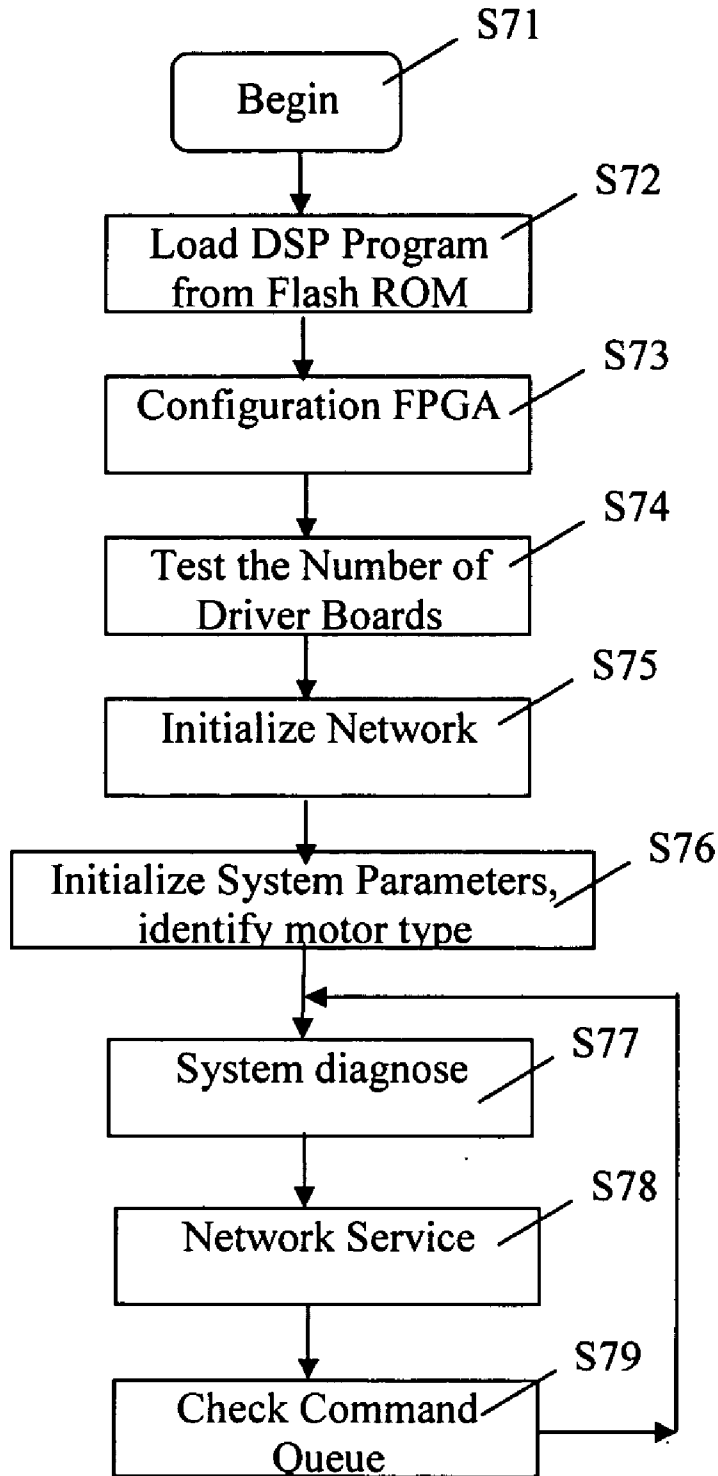 S71
Begin
S72
Load DSP Program
from Flash ROM
S73
Configuration FPGA
S74
Test the Number of
Driver Boards
S75
Initialize Network
S76
Initialize System Parameters,
identify motor type
S77
System diagnose
S78
Network Service
S79
Check Command
Queue